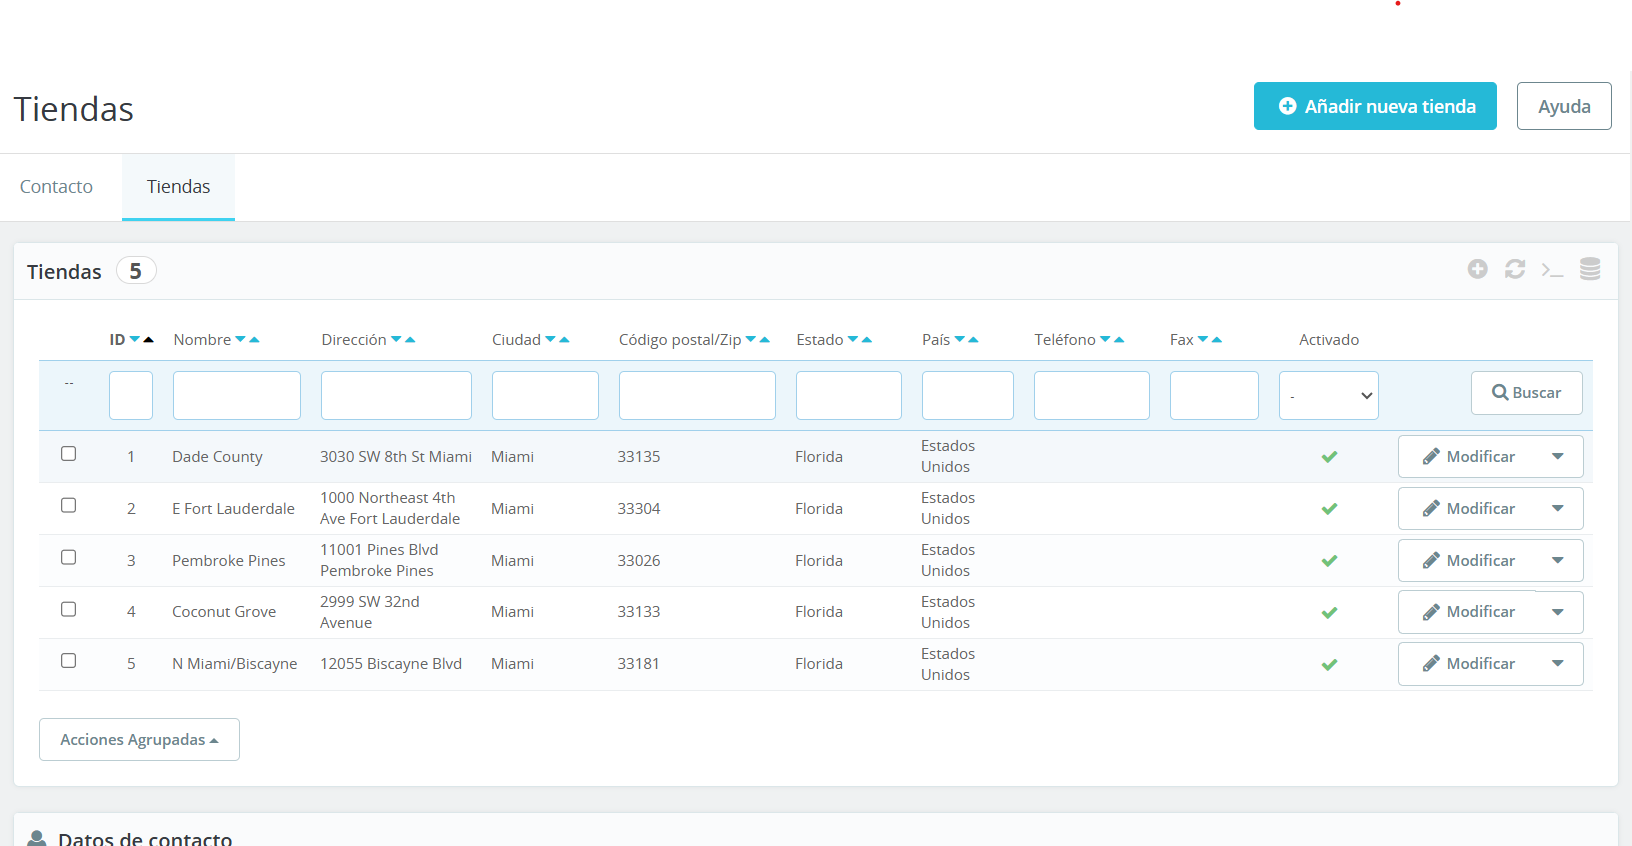 Tiendas
Añadir nueva tienda
Ayuda
Contacto
Tiendas
Tiendas 5
ID Nombre Dirección Ciudad Código postal/Zip Estado País Teléfono Fax Activado
-- - Buscar
1 Dade County 3030 SW 8th St Miami Miami 33135 Florida Estados Unidos Modificar
2 E Fort Lauderdale 1000 Northeast 4th Ave Fort Lauderdale Miami 33304 Florida Estados Unidos Modificar
3 Pembroke Pines 11001 Pines Blvd Pembroke Pines Miami 33026 Florida Estados Unidos Modificar
4 Coconut Grove 2999 SW 32nd Avenue Miami 33133 Florida Estados Unidos Modificar
5 N Miami/Biscayne 12055 Biscayne Blvd Miami 33181 Florida Estados Unidos Modificar
Acciones Agrupadas
Datos de contacto